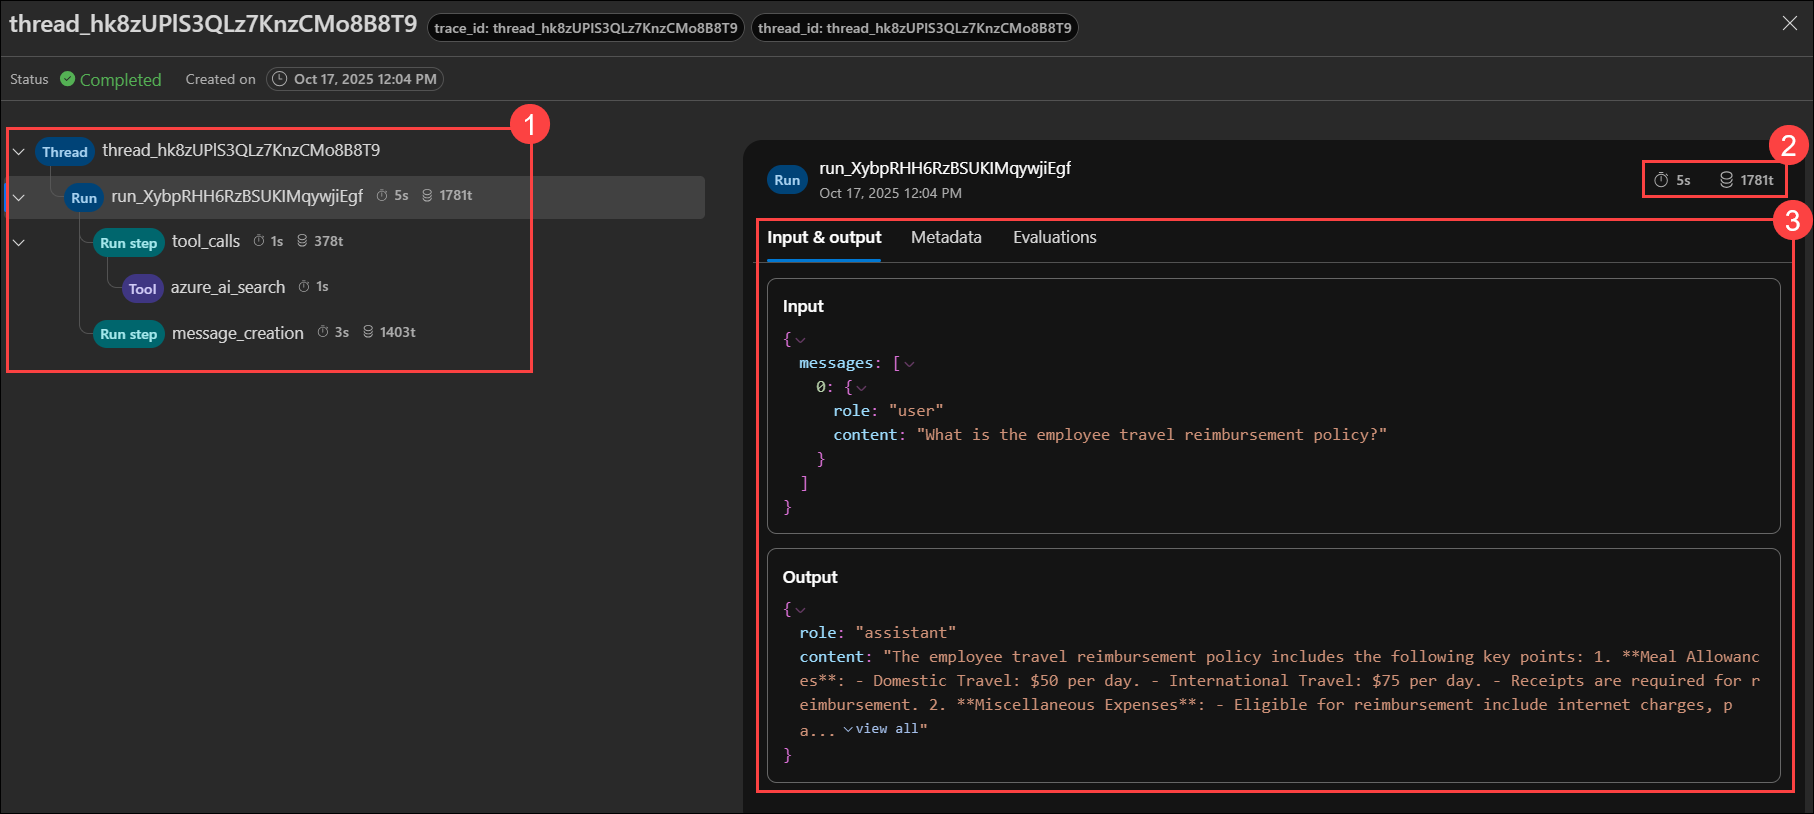 thread_hk8zUPlS3QLz7KnzCMo8B8T9 trace_id: thread_hk8zUPlS3QLz7KnzCMo8B8T9 thread_id: thread_hk8zUPlS3QLz7KnzCMo8B8T9
Status Completed Created on Oct 17, 2025 12:04 PM
1
Thread thread_hk8zUPlS3QLz7KnzCMo8B8T9
Run run_XybpRHH6RzBSUKIMqywjiEgf 5s 1781t
Run step tool_calls 1s 378t
Tool azure_ai_search 1s
Run step message_creation 3s 1403t
2
Run run_XybpRHH6RzBSUKIMqywjiEgf 5s 1781t
Oct 17, 2025 12:04 PM
3
Input & output Metadata Evaluations
Input
{
messages: [
0: {
role: "user"
content: "What is the employee travel reimbursement policy?"
}
]
}
Output
{
role: "assistant"
content: "The employee travel reimbursement policy includes the following key points: 1. **Meal Allowanc
es**: - Domestic Travel: $50 per day. - International Travel: $75 per day. - Receipts are required for r
eimbursement. 2. **Miscellaneous Expenses**: - Eligible for reimbursement include internet charges, p
a... view all"
}